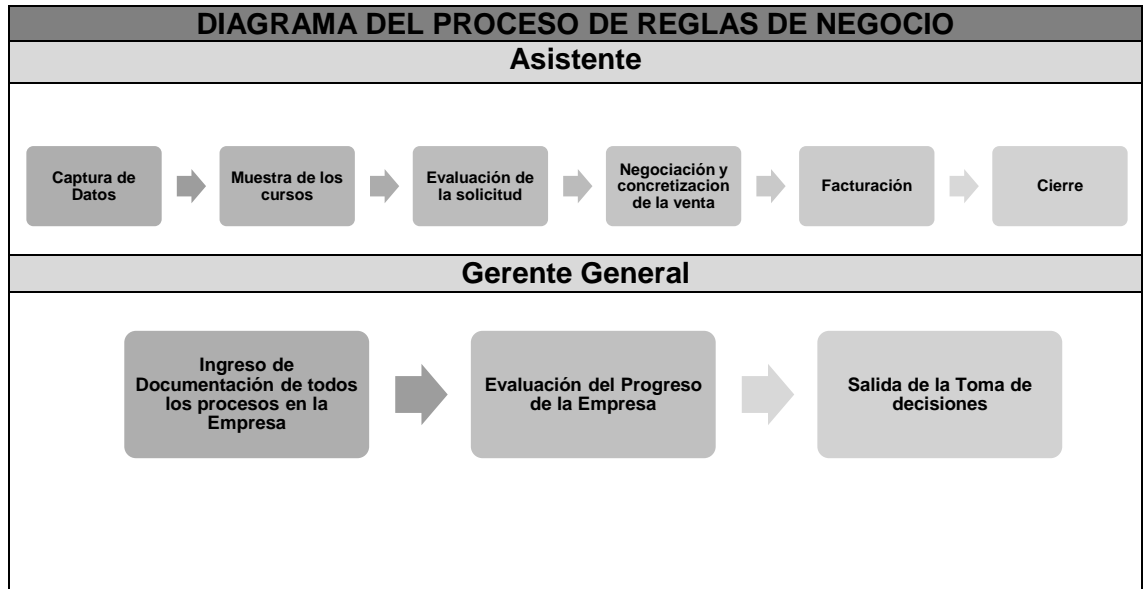 DIAGRAMA DEL PROCESO DE REGLAS DE NEGOCIO
Asistente
Captura de
Datos
Muestra de los
cursos
Evaluación de
la solicitud
Negociación y
concretizacion
de la venta
Facturación
Cierre
Gerente General
Ingreso de
Documentación de todos
los procesos en la
Empresa
Evaluación del Progreso
de la Empresa
Salida de la Toma de
decisiones